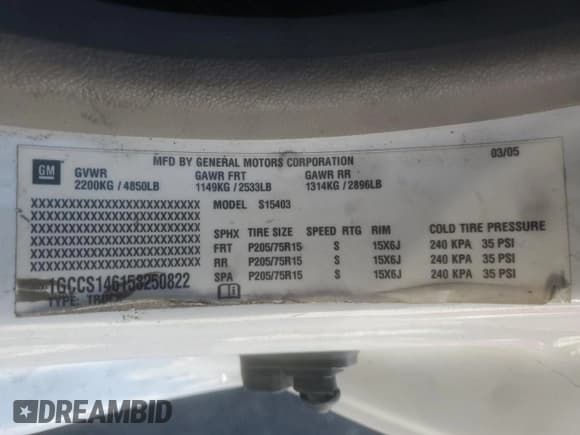 GM
MFD BY GENERAL MOTORS CORPORATION 03/05
GVWR GAWR FRT GAWR RR
2200KG / 4850LB 1149KG / 2533LB 1314KG / 2896LB
XXXXXXXXXXXXXXXXXXXXXXXXX MODEL S15403
XXXXXXXXXXXXXXXXXXXXXXXXX
XXXXXXXXXXXXXXXXXXXXXXXXX SPHX TIRE SIZE SPEED RTG RIM COLD TIRE PRESSURE
XXXXXXXXXXXXXXXXXXXXXXXXX FRT P205/75R15 S 15X6J 240 KPA 35 PSI
XXXXXXXXXXXXXXXXXXXXXXXXX RR P205/75R15 S 15X6J 240 KPA 35 PSI
XXXXXXXXXXXXXXXXXXXXXXXXX SPA P205/75R15 S 15X6J 240 KPA 35 PSI
1GCCS146158250822
TYPE: TRUCK
DREAMBID